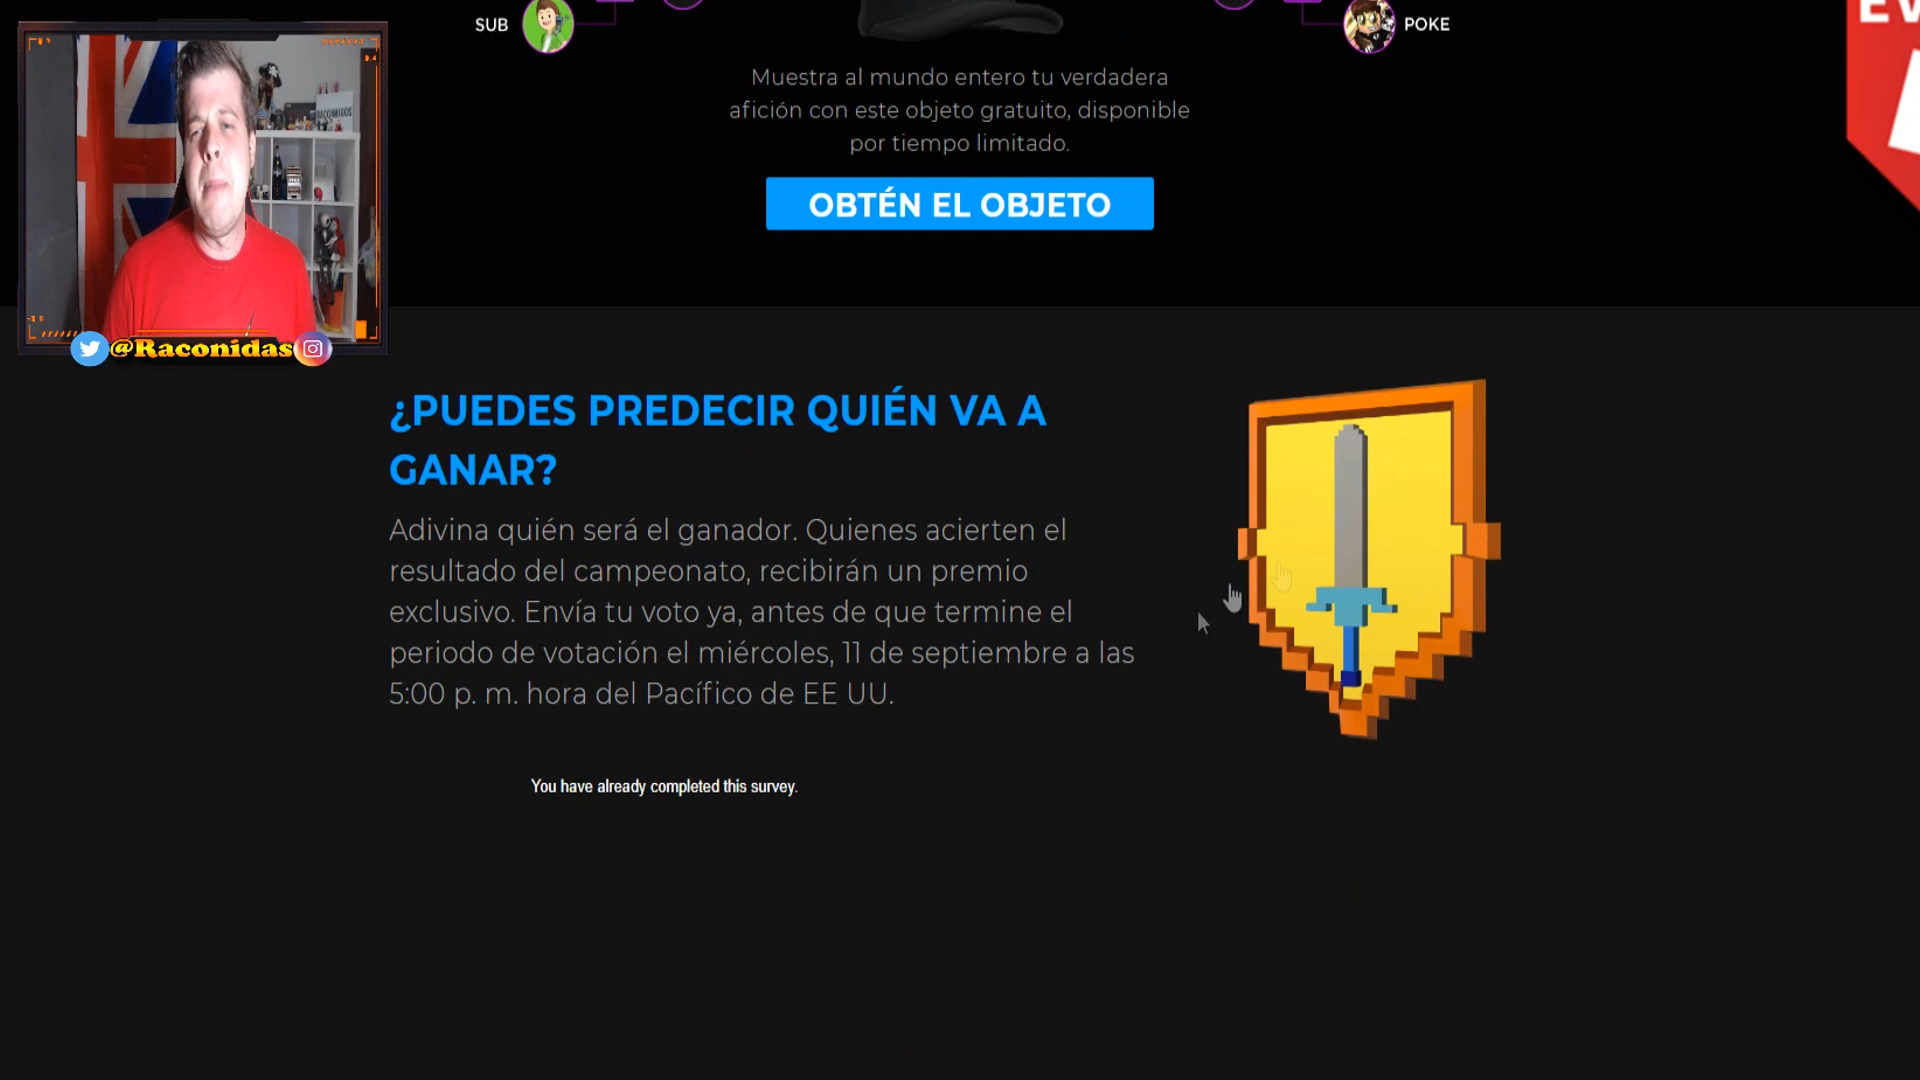 SUB
POKE
EV
Muestra al mundo entero tu verdadera
afición con este objeto gratuito, disponible
por tiempo limitado.
OBTÉN EL OBJETO
@Raconidas
¿PUEDES PREDECIR QUIÉN VA A
GANAR?
Adivina quién será el ganador. Quienes acierten el
resultado del campeonato, recibirán un premio
exclusivo. Envía tu voto ya, antes de que termine el
periodo de votación el miércoles, 11 de septiembre a las
5:00 p. m. hora del Pacífico de EE UU.
You have already completed this survey.